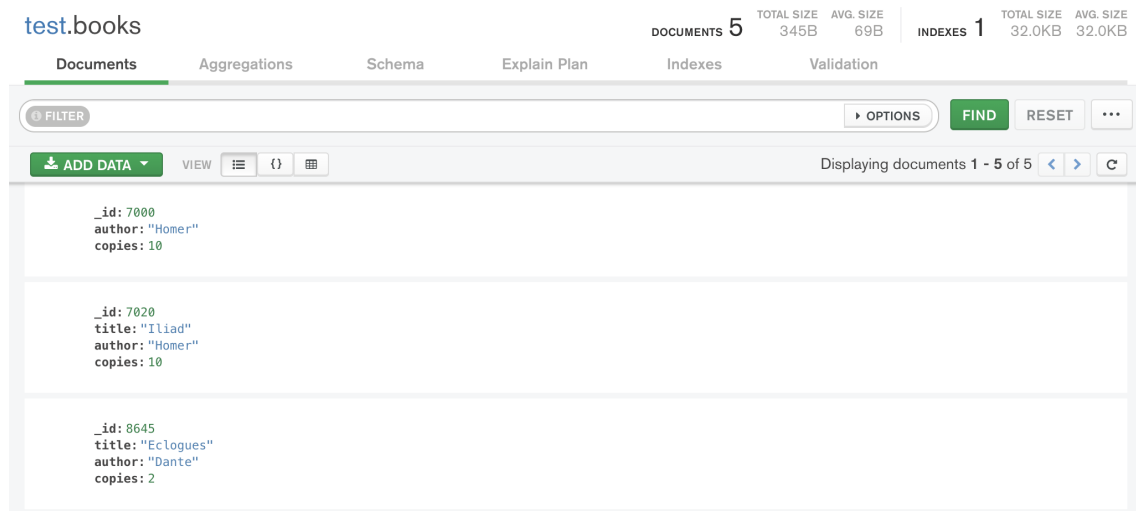 test.books
DOCUMENTS 5 TOTAL SIZE 345B AVG. SIZE 69B INDEXES 1 TOTAL SIZE 32.0KB AVG. SIZE 32.0KB
Documents Aggregations Schema Explain Plan Indexes Validation
FILTER OPTIONS FIND RESET ...
ADD DATA VIEW {} Displaying documents 1 - 5 of 5 < >
_id: 7000
author: "Homer"
copies: 10
_id: 7020
title: "Iliad"
author: "Homer"
copies: 10
_id: 8645
title: "Eclogues"
author: "Dante"
copies: 2